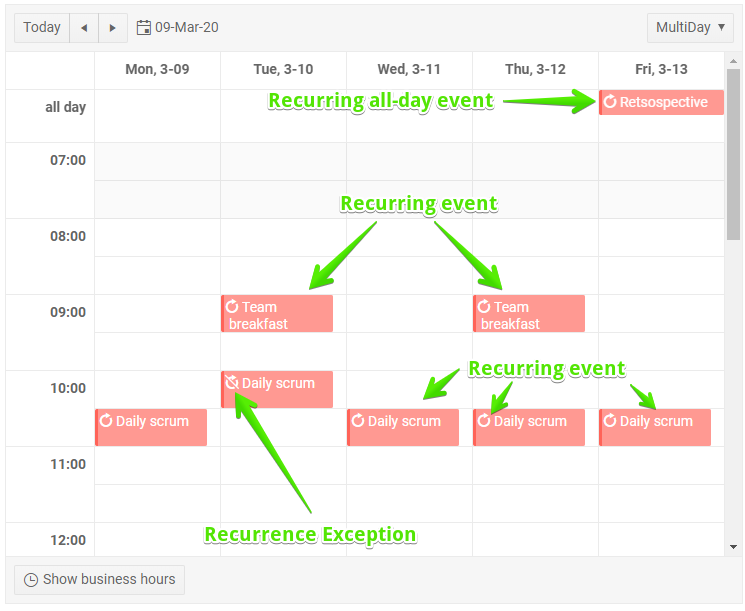 Today 09-Mar-20 MultiDay
Mon, 3-09 Tue, 3-10 Wed, 3-11 Thu, 3-12 Fri, 3-13
all day Recurring all-day event Retsospective
07:00
Recurring event
08:00
09:00 Team Team
breakfast breakfast
Recurring event
10:00 Daily scrum
Daily scrum Daily scrum Daily scrum Daily scrum
11:00
Recurrence Exception
12:00
Show business hours